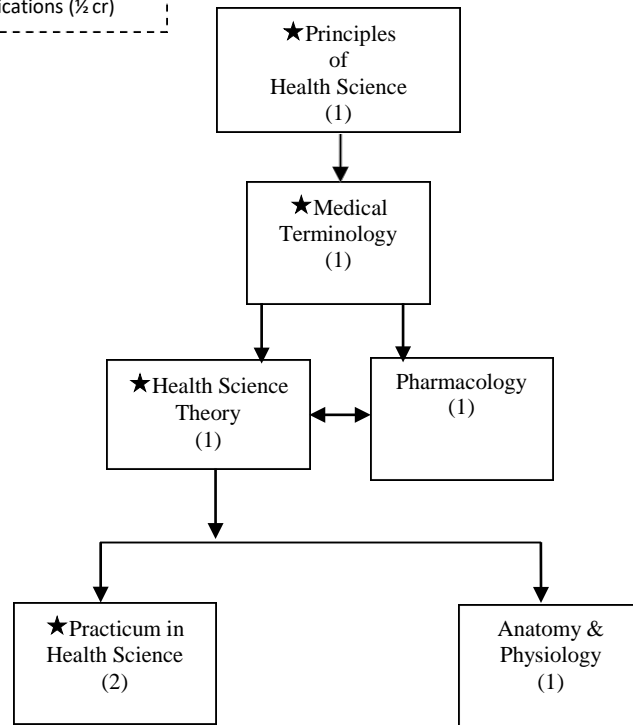 (½ cr)
★Principles
of
Health Science
(1)
★Medical
Terminology
(1)
★Health Science
Theory
(1)
Pharmacology
(1)
★Practicum in
Health Science
(2)
Anatomy &
Physiology
(1)